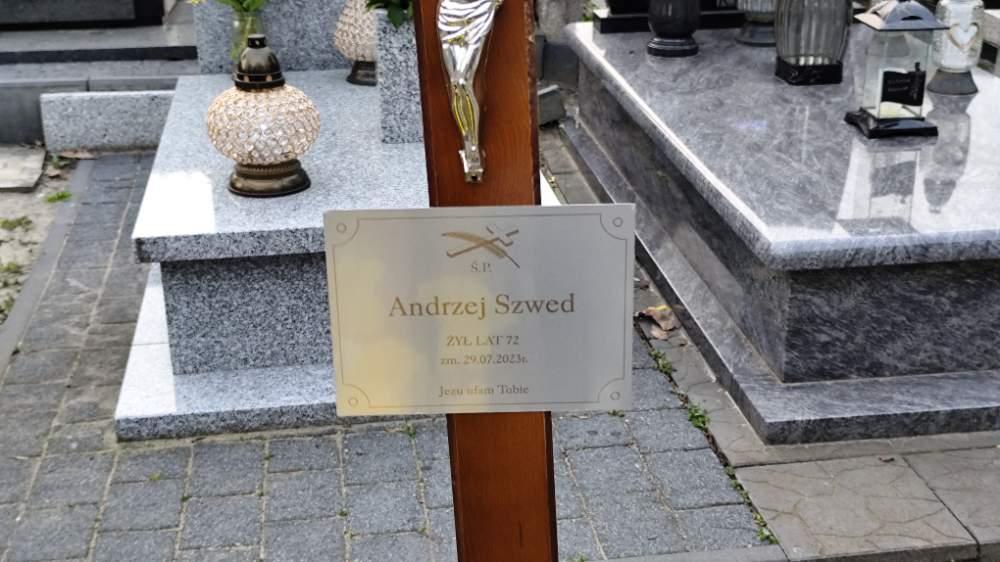 Ś.P.
Andrzej Szwed
ŻYŁ LAT 72
zm. 29.07.2023r.
Jezu ufam Tobie